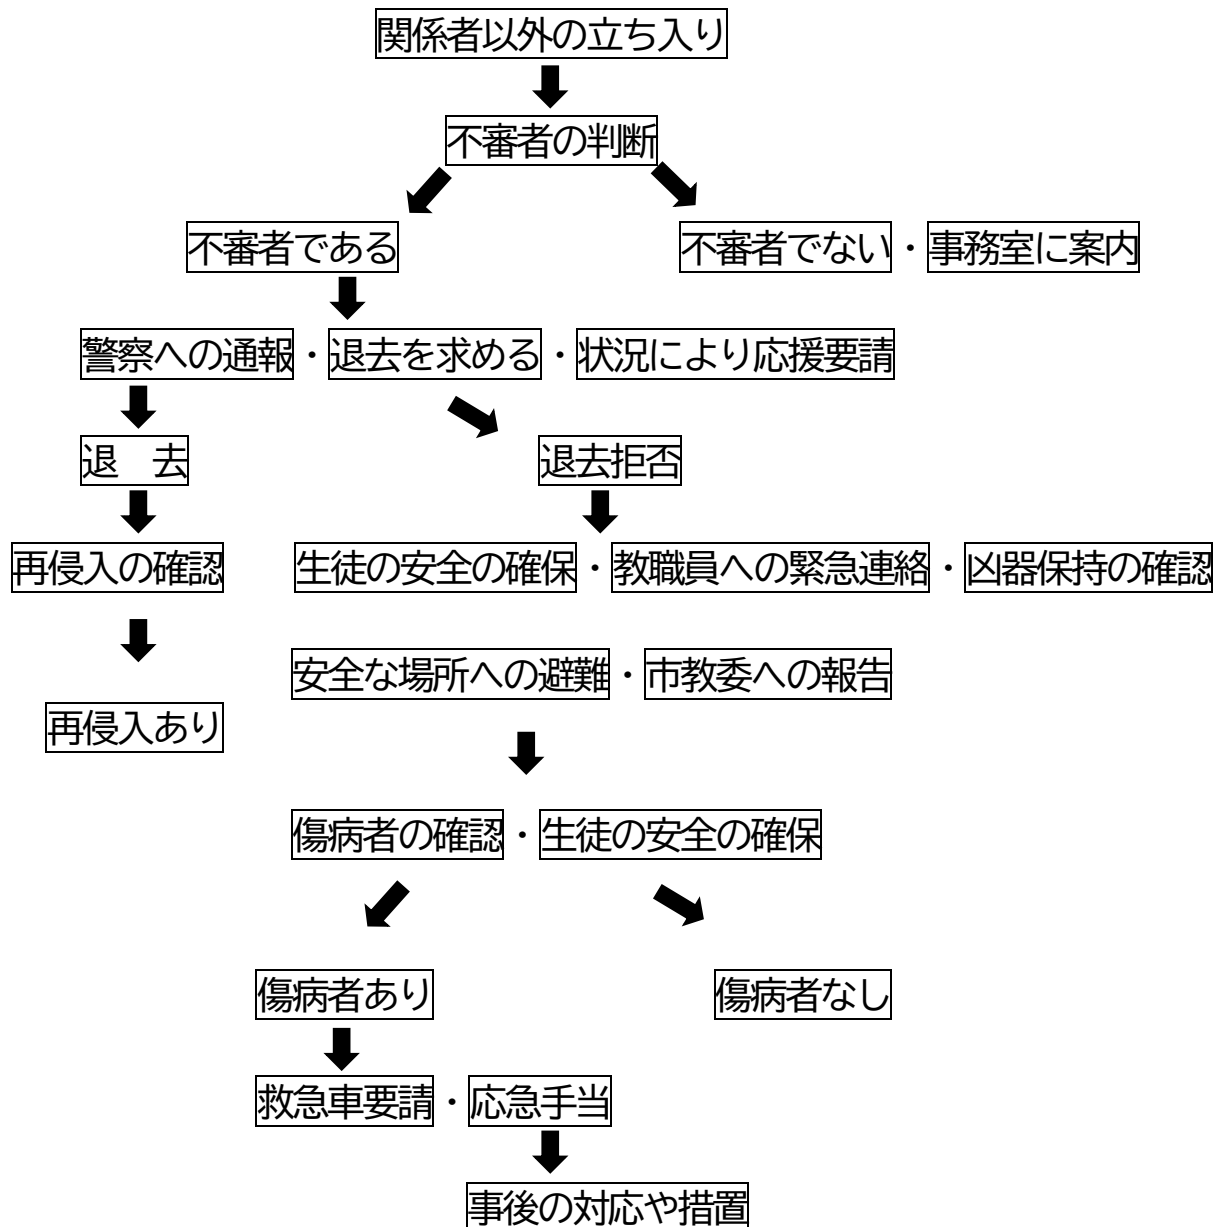 関係者以外の立ち入り
不審者の判断
不審者である 不審者でない・事務室に案内
警察への通報・退去を求める・状況により応援要請
退　去 退去拒否
再侵入の確認 生徒の安全の確保・教職員への緊急連絡・凶器保持の確認
安全な場所への避難・市教委への報告
再侵入あり
傷病者の確認・生徒の安全の確保
傷病者あり 傷病者なし
救急車要請・応急手当
事後の対応や措置